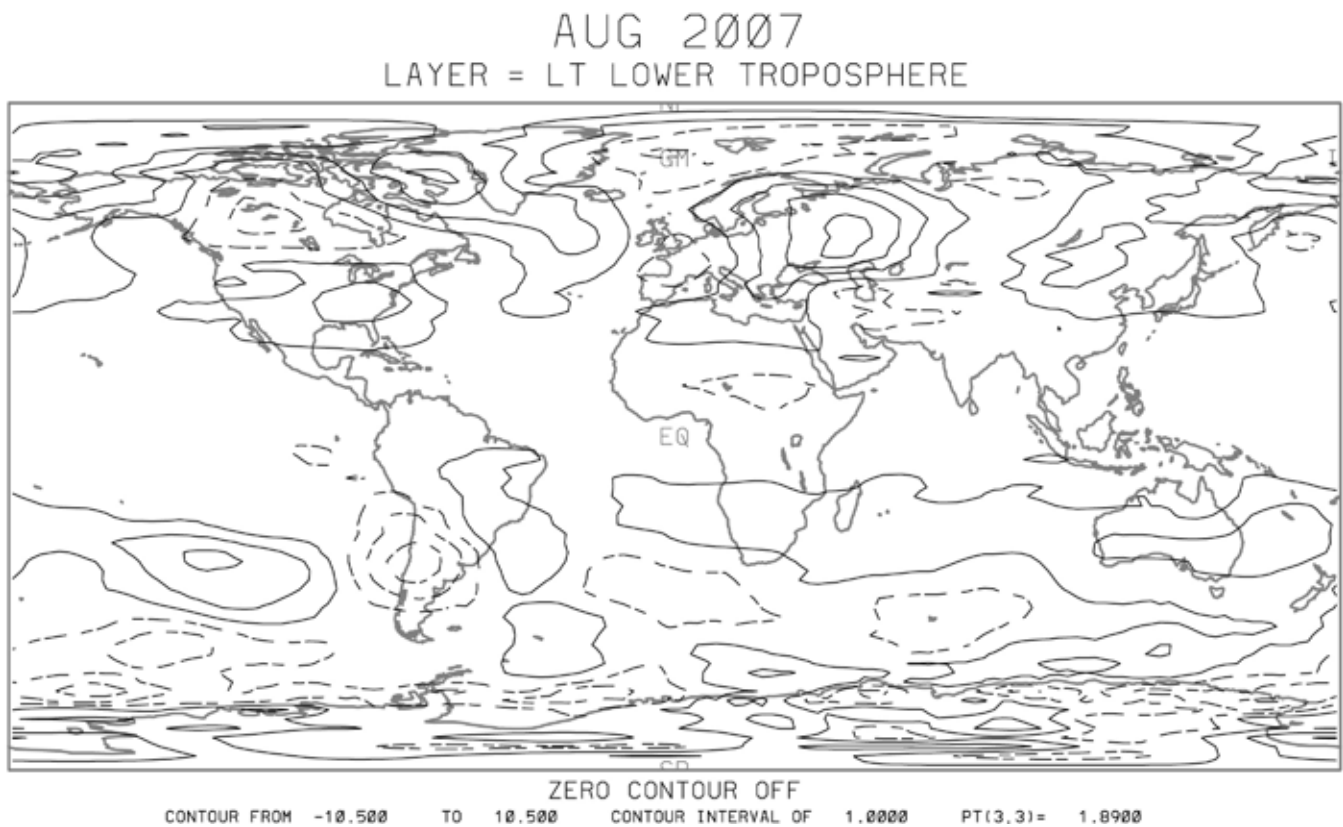 AUG 2007
LAYER = LT LOWER TROPOSPHERE
GM
EQ
ZERO CONTOUR OFF
CONTOUR FROM -10.500 TO 10.500 CONTOUR INTERVAL OF 1.0000 PT(3,3)= 1.8900